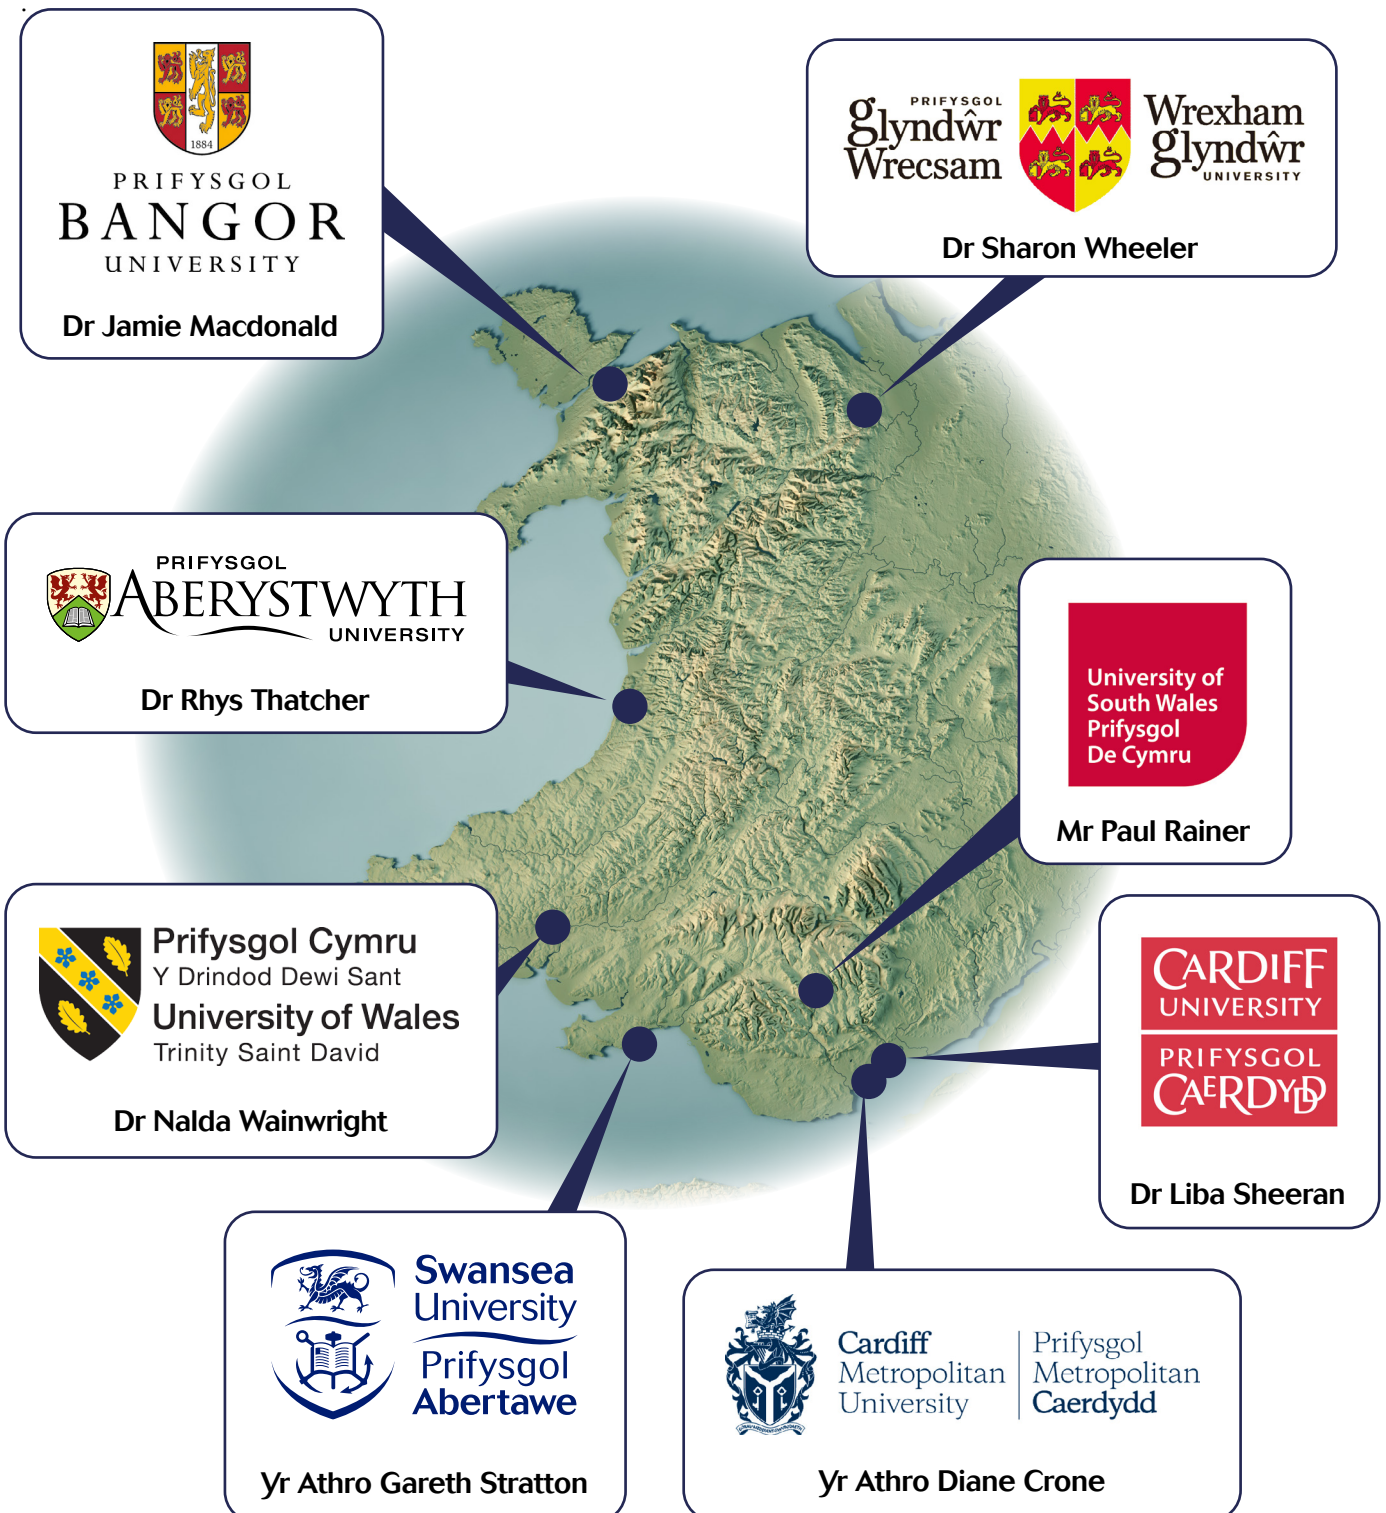 1884
PRIFYSGOL
BANGOR
UNIVERSITY
Dr Jamie Macdonald
PRIFYSGOL
glyndŵr
Wrecsam
Wrexham
glyndŵr
UNIVERSITY
Dr Sharon Wheeler
PRIFYSGOL
ABERYSTWYTH
UNIVERSITY
Dr Rhys Thatcher
University of
South Wales
Prifysgol
De Cymru
Mr Paul Rainer
Prifysgol Cymru
Y Drindod Dewi Sant
University of Wales
Trinity Saint David
Dr Nalda Wainwright
CARDIFF
UNIVERSITY
PRIFYSGOL
CAERDYDD
Dr Liba Sheeran
Swansea
University
Prifysgol
Abertawe
Yr Athro Gareth Stratton
Cardiff
Metropolitan
University
Prifysgol
Metropolitan
Caerdydd
Yr Athro Diane Crone